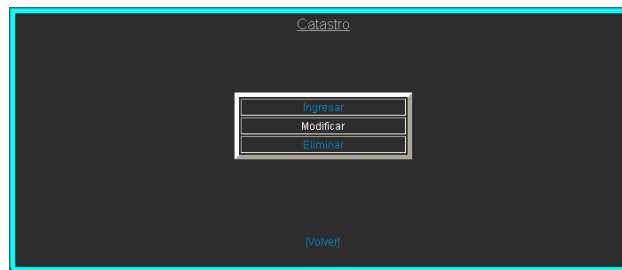 Catastro
Ingresar
Modificar
Eliminar
[Volver]